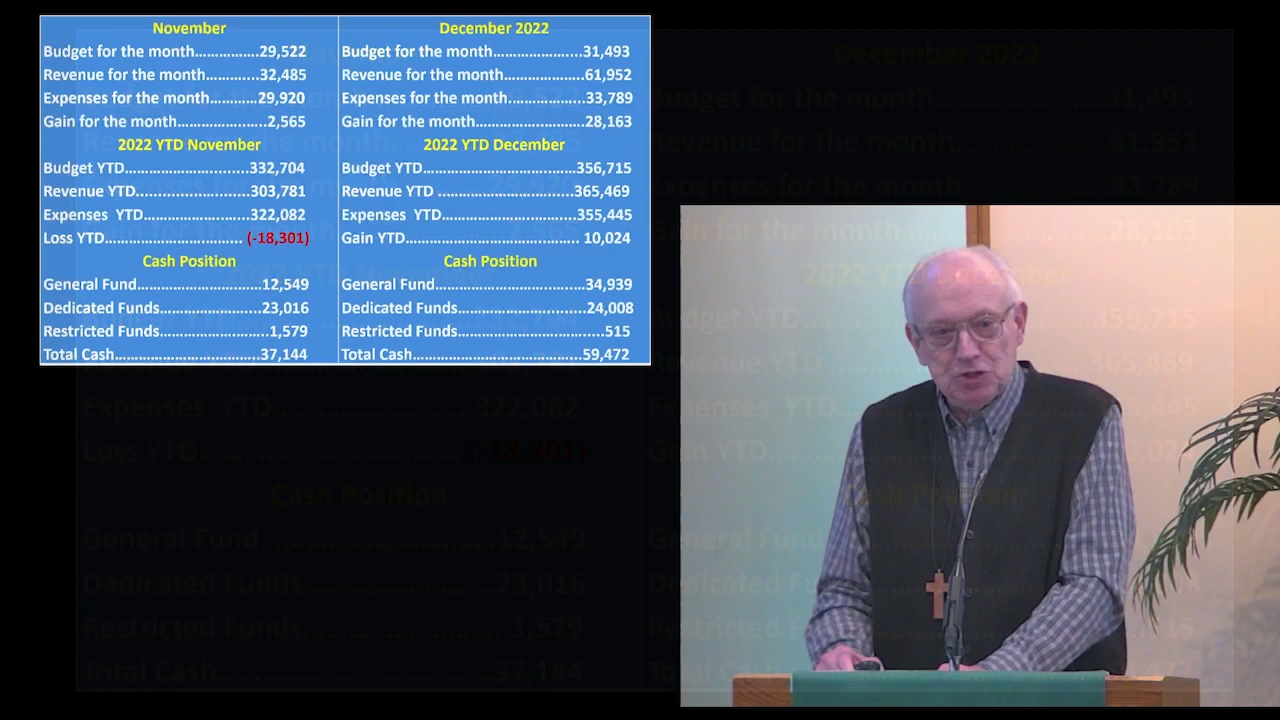 November
Budget for the month..............29,522
Revenue for the month............32,485
Expenses for the month..........29,920
Gain for the month...................2,565
2022 YTD November
Budget YTD............................332,704
Revenue YTD..........................303,781
Expenses  YTD.......................322,082
Loss YTD.............................. (-18,301)
Cash Position
General Fund............................12,549
Dedicated Funds......................23,016
Restricted Funds........................1,579
Total Cash.................................37,144
December 2022
Budget for the month....................31,493
Revenue for the month..................61,952
Expenses for the month.................33,789
Gain for the month........................28,163
2022 YTD December
Budget YTD..................................356,715
Revenue YTD ..............................365,469
Expenses  YTD..............................355,445
Gain YTD...................................... 10,024
Cash Position
General Fund.................................34,939
Dedicated Funds............................24,008
Restricted Funds................................515
Total Cash.....................................59,472